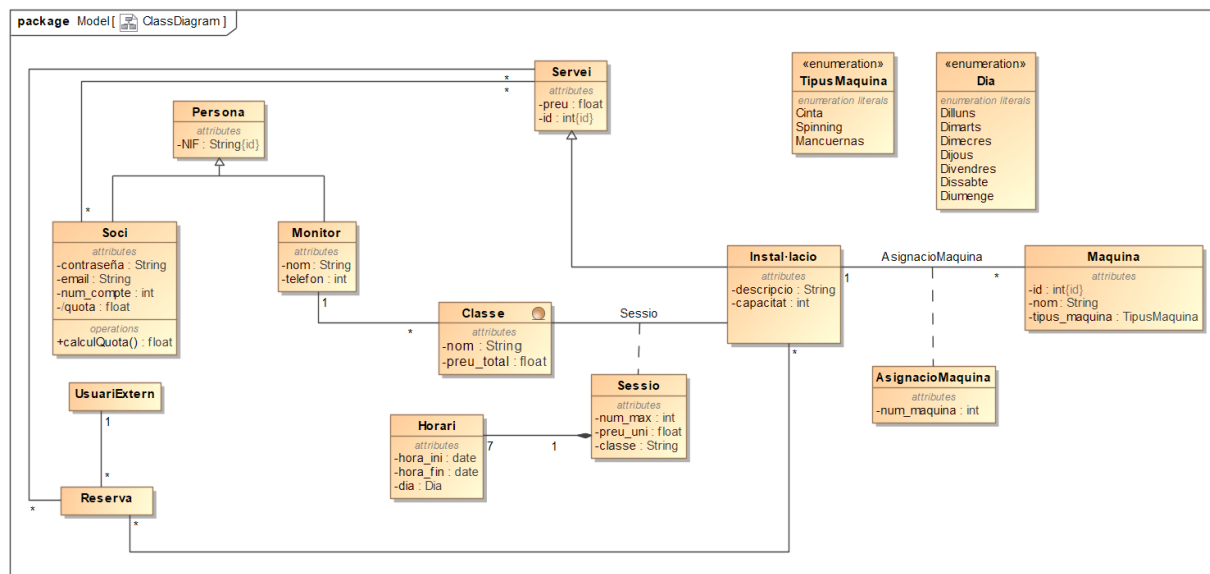 package Model [ ClassDiagram ]
Servei
attributes
-preu : float
-id : int{id}
*
*
«enumeration»
TipusMaquina
enumeration literals
Cinta
Spinning
Mancuernas
«enumeration»
Dia
enumeration literals
Dilluns
Dimarts
Dimecres
Dijous
Divendres
Dissabte
Diumenge
Persona
attributes
-NIF : String{id}
*
Soci
attributes
-contraseña : String
-email : String
-num_compte : int
-/quota : float
operations
+calculQuota() : float
Monitor
attributes
-nom : String
-telefon : int
1
*
Classe
attributes
-nom : String
-preu_total : float
Sessio
Instal·lacio
attributes
-descripcio : String
-capacitat : int
*
1
AsignacioMaquina
*
Maquina
attributes
-id : int{id}
-nom : String
-tipus_maquina : TipusMaquina
AsignacioMaquina
attributes
-num_maquina : int
Sessio
attributes
-num_max : int
-preu_uni : float
-classe : String
Horari
attributes
-hora_ini : date
-hora_fin : date
-dia : Dia
7
1
UsuariExtern
1
*
Reserva
*
*